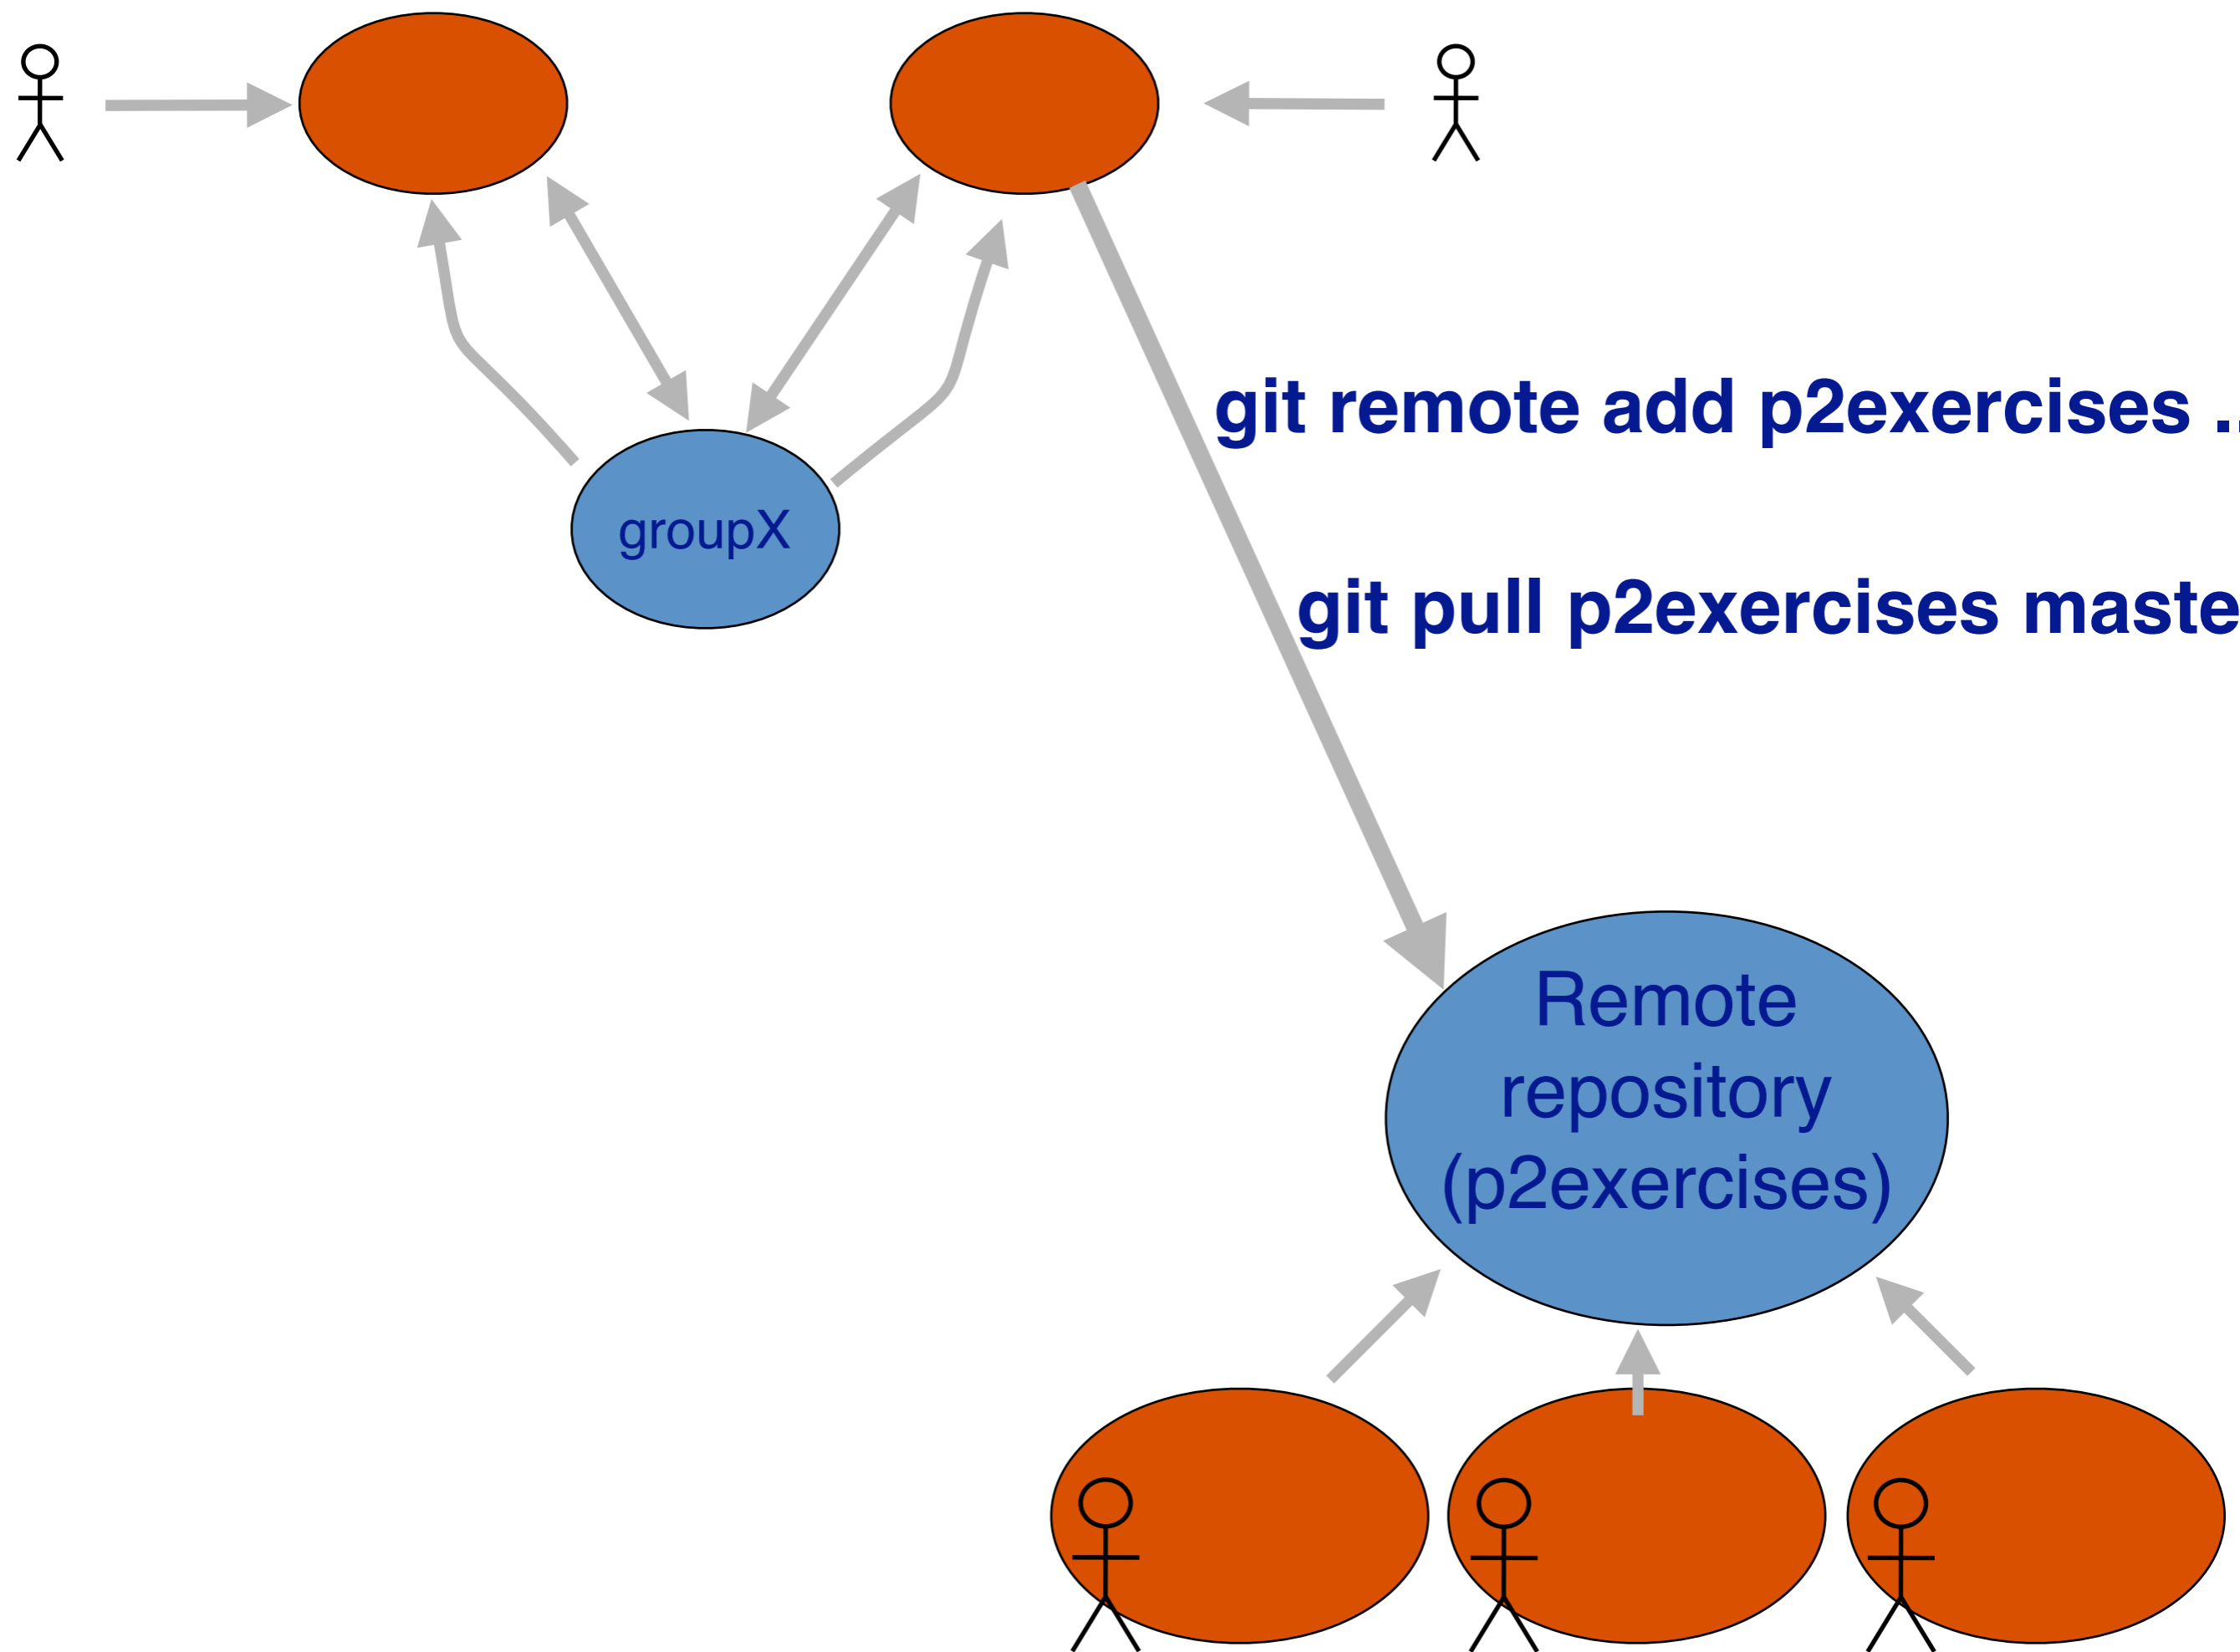 git remote add p2exercises ..
groupX
git pull p2exercises maste
Remote
repository
(p2exercises)